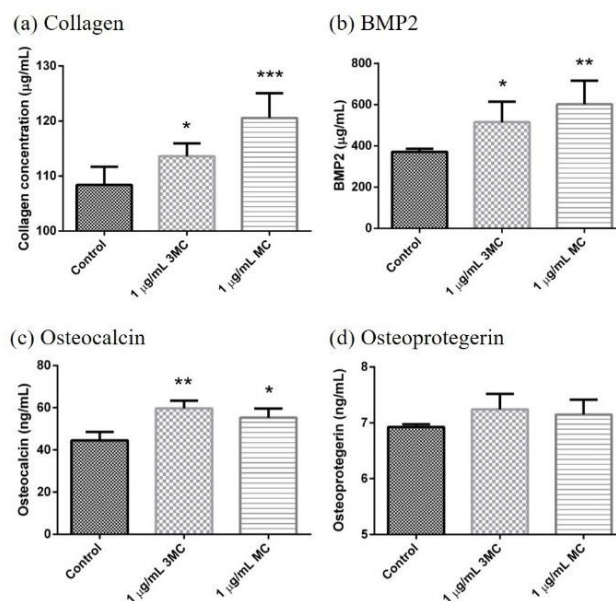 (a) Collagen
Collagen concentration (μg/mL)
130
120
110
100
*
***
Control
1 μg/mL 3MC
1 μg/mL MC
(b) BMP2
BMP2 (μg/mL)
800
600
400
200
0
*
**
Control
1 μg/mL 3MC
1 μg/mL MC
(c) Osteocalcin
Osteocalcin (ng/mL)
80
60
40
20
0
**
*
Control
1 μg/mL 3MC
1 μg/mL MC
(d) Osteoprotegerin
Osteoprotegerin (ng/mL)
8
7
6
5
Control
1 μg/mL 3MC
1 μg/mL MC